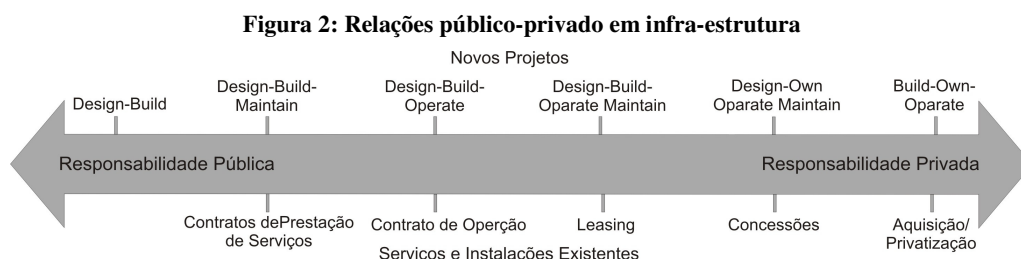 Figura 2: Relações público-privado em infra-estrutura
Novos Projetos
Design-Build
Design-Build-
Maintain
Design-Build-
Operate
Design-Build-
Oparate Maintain
Design-Own
Oparate Maintain
Build-Own-
Oparate
Responsabilidade Pública
Responsabilidade Privada
Contratos dePrestação
de Serviços
Contrato de Operção
Leasing
Concessões
Aquisição/
Privatização
Serviços e Instalações Existentes